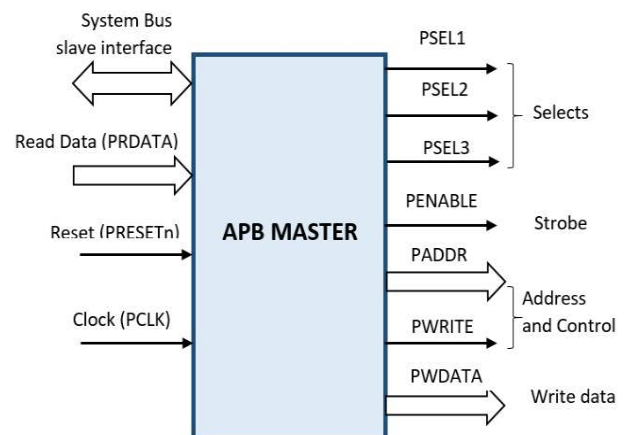 System Bus
slave interface
Read Data (PRDATA)
Reset (PRESETn)
Clock (PCLK)
APB MASTER
PSEL1
PSEL2
PSEL3
Selects
PENABLE
Strobe
PADDR
PWRITE
Address
and Control
PWDATA
Write data